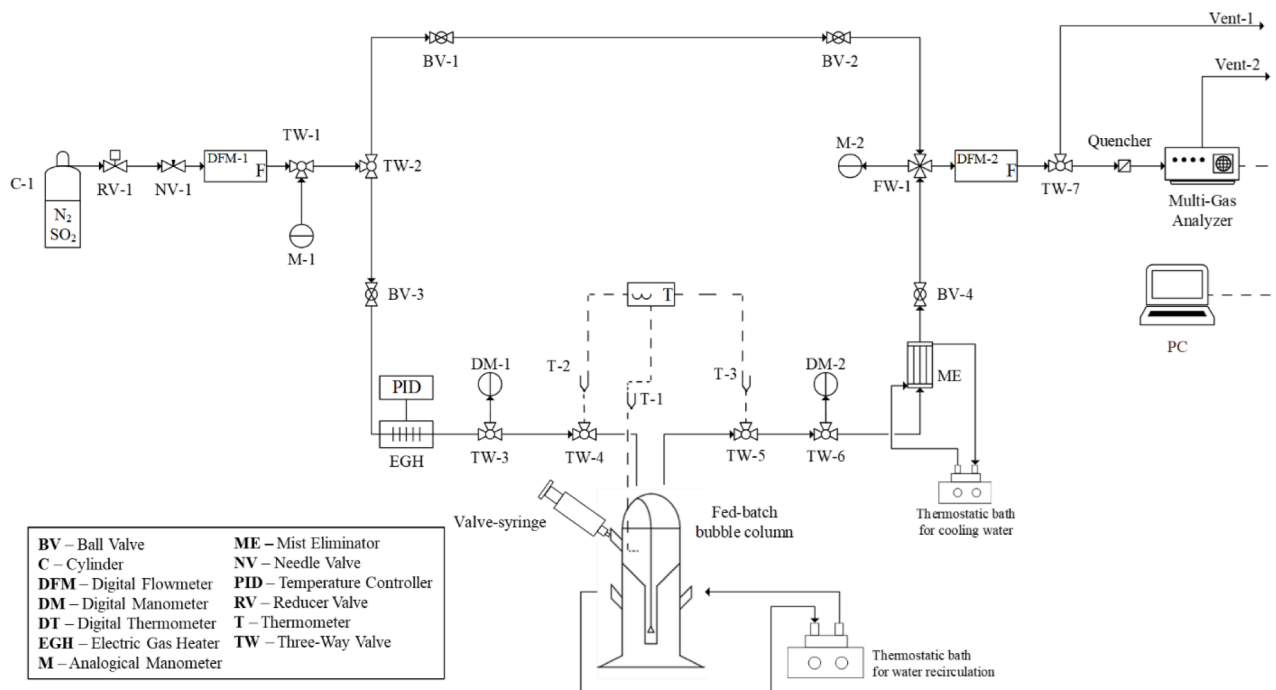 Vent-1
Vent-2
BV-1
BV-2
TW-1
DFM-1
F
TW-2
C-1
RV-1
NV-1
N₂
SO₂
M-1
M-2
FW-1
DFM-2
F
TW-7
Quencher
Multi-Gas
Analyzer
BV-3
T
BV-4
PC
PID
EGH
DM-1
TW-3
T-2
TW-4
T-1
T-3
TW-5
DM-2
TW-6
ME
Thermostatic bath
for cooling water
Valve-syringe
Fed-batch
bubble column
Thermostatic bath
for water recirculation
BV – Ball Valve
C – Cylinder
DFM – Digital Flowmeter
DM – Digital Manometer
DT – Digital Thermometer
EGH – Electric Gas Heater
M – Analogical Manometer
ME – Mist Eliminator
NV – Needle Valve
PID – Temperature Controller
RV – Reducer Valve
T – Thermometer
TW – Three-Way Valve